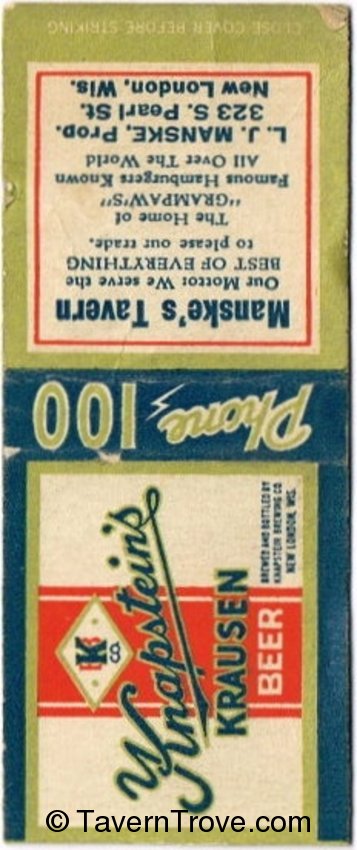 CLOSE COVER BEFORE STRIKING
Manske's Tavern
Our Motto: We serve the
BEST OF EVERYTHING
to please our trade.
The Home of
"GRAMPAW'S"
Famous Hamburgers Known
All Over The World
L. J. MANSKE, Prop.
323 S. Pearl St.
New London, Wis.
Phone 100
K
CO
Knapstein's
KRAUSEN
BEER
BREWED AND BOTTLED BY
KNAPSTEIN BREWING CO.
NEW LONDON, WIS.
© TavernTrove.com